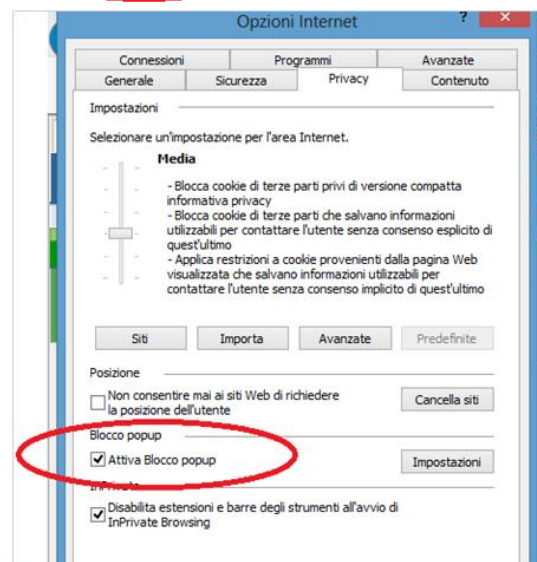 Opzioni Internet
?
×
Connessioni
Programmi
Avanzate
Generale
Sicurezza
Privacy
Contenuto
Impostazioni
Selezionare un'impostazione per l'area Internet.
Media
- Blocca cookie di terze parti privi di versione compatta
informativa privacy
- Blocca cookie di terze parti che salvano informazioni
utilizzabili per contattare l'utente senza consenso esplicito di
quest'ultimo
- Applica restrizioni a cookie provenienti dalla pagina Web
visualizzata che salvano informazioni utilizzabili per
contattare l'utente senza consenso implicito di quest'ultimo
Siti
Importa
Avanzate
Predefinite
Posizione
Non consentire mai ai siti Web di richiedere
la posizione dell'utente
Cancella siti
Blocco popup
Attiva Blocco popup
Impostazioni
InPrivate
Disabilita estensioni e barre degli strumenti all'avvio di
InPrivate Browsing